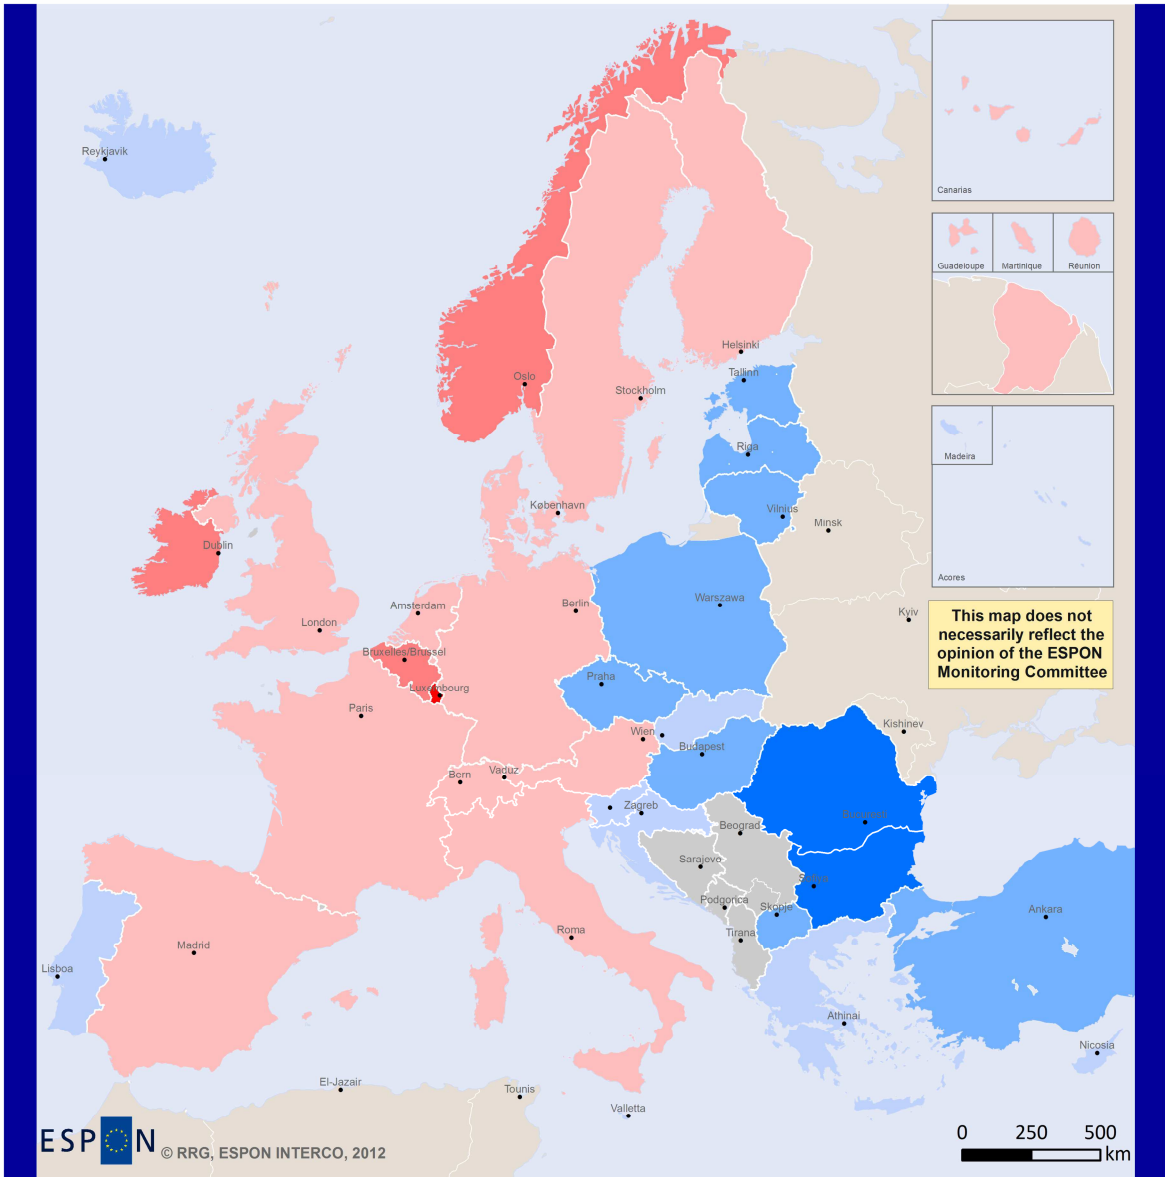 Reykjavik
Canarias
Guadeloupe
Martinique
Réunion
Helsinki
Tallinn
Oslo
Stockholm
Riga
Madeira
København
Vilnius
Minsk
Dublin
Acores
Amsterdam
Berlin
Warszawa
Kyiv
London
This map does not
necessarily reflect the
opinion of the ESPON
Monitoring Committee
Bruxelles/Brussel
Praha
Luxembourg
Paris
Kishinev
Wien
Budapest
Bern
Vaduz
Zagreb
Bucuresti
Beograd
Sarajevo
Sofiya
Podgorica
Skopje
Ankara
Tirana
Roma
Madrid
Lisboa
Athinai
Nicosia
El-Jazair
Tounis
Valletta
ESPON
© RRG, ESPON INTERCO, 2012
0 250 500
km